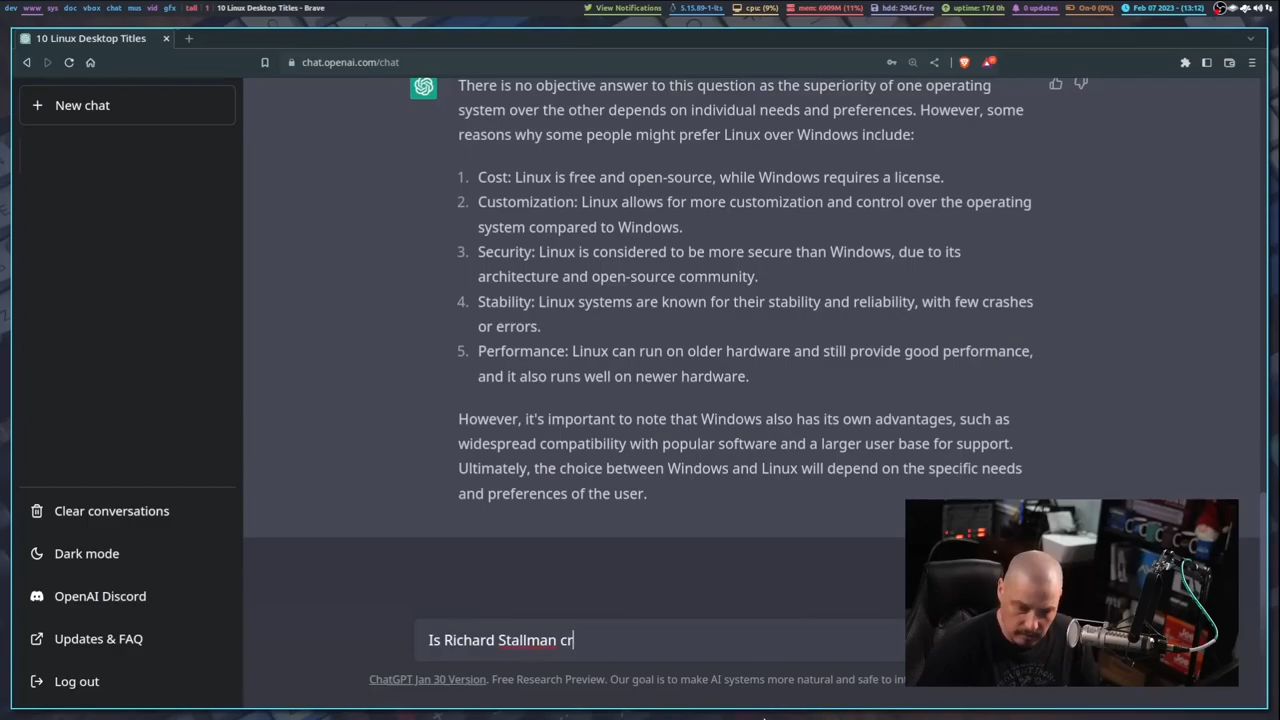 dev www sys doc vbox chat mus vid gfx | tall | 1 | 10 Linux Desktop Titles - Brave
View Notifications 5.15.89-1-lts cpu: (9%) mem: 6909M (11%) hdd: 294G free uptime: 17d 0h 0 updates On-0 (0%) Feb 07 2023 - (13:12)
10 Linux Desktop Titles
chat.openai.com/chat
New chat
There is no objective answer to this question as the superiority of one operating
system over the other depends on individual needs and preferences. However, some
reasons why some people might prefer Linux over Windows include:
1. Cost: Linux is free and open-source, while Windows requires a license.
2. Customization: Linux allows for more customization and control over the operating
system compared to Windows.
3. Security: Linux is considered to be more secure than Windows, due to its
architecture and open-source community.
4. Stability: Linux systems are known for their stability and reliability, with few crashes
or errors.
5. Performance: Linux can run on older hardware and still provide good performance,
and it also runs well on newer hardware.
However, it's important to note that Windows also has its own advantages, such as
widespread compatibility with popular software and a larger user base for support.
Ultimately, the choice between Windows and Linux will depend on the specific needs
and preferences of the user.
Clear conversations
Dark mode
OpenAI Discord
Updates & FAQ
Log out
Is Richard Stallman cr
ChatGPT Jan 30 Version. Free Research Preview. Our goal is to make AI systems more natural and safe to